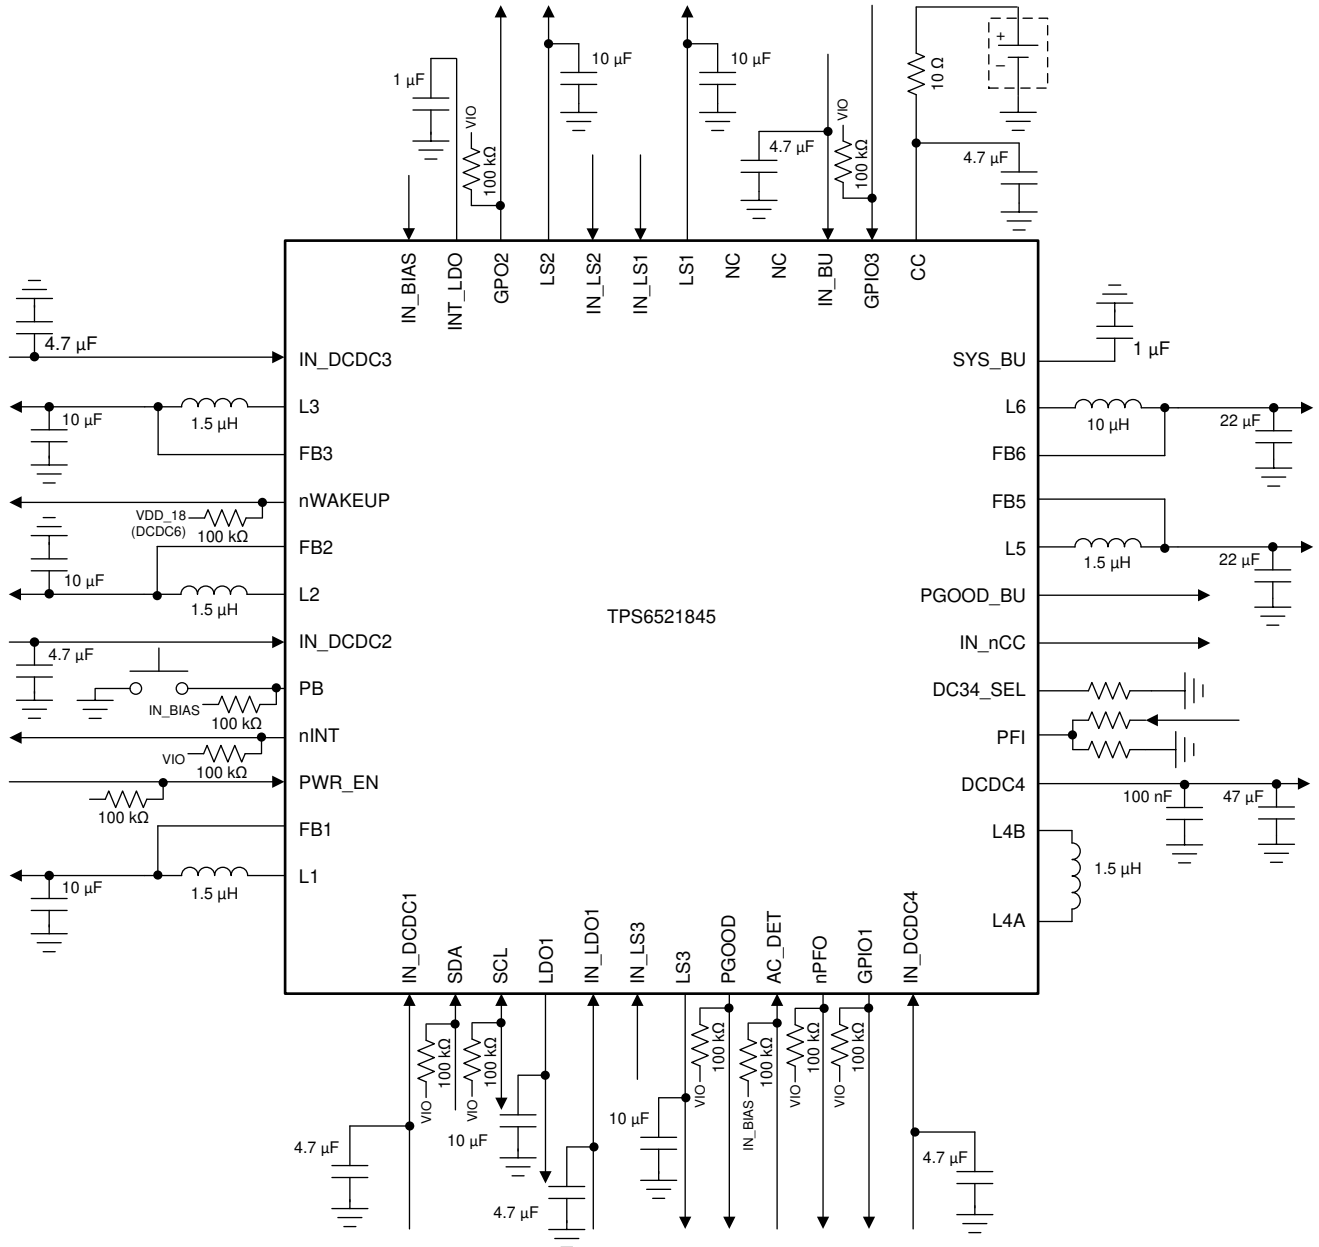 1 µF
VIO
100 kΩ
10 µF
10 µF
4.7 µF
VIO
100 kΩ
10 Ω
+
–
4.7 µF
IN_BIAS
INT_LDO
GPO2
LS2
IN_LS2
IN_LS1
LS1
NC
NC
IN_BU
GPIO3
CC
4.7 µF
IN_DCDC3
10 µF
1.5 µH
L3
FB3
nWAKEUP
VDD_18
(DCDC6)
100 kΩ
FB2
10 µF
1.5 µH
L2
IN_DCDC2
4.7 µF
PB
IN_BIAS
100 kΩ
nINT
VIO
100 kΩ
PWR_EN
100 kΩ
FB1
10 µF
1.5 µH
L1
TPS6521845
SYS_BU
1 µF
L6
10 µH
22 µF
FB6
FB5
L5
1.5 µH
22 µF
PGOOD_BU
IN_nCC
DC34_SEL
PFI
DCDC4
100 nF
47 µF
L4B
1.5 µH
L4A
IN_DCDC1
SDA
SCL
LDO1
IN_LDO1
IN_LS3
LS3
PGOOD
AC_DET
nPFO
GPIO1
IN_DCDC4
4.7 µF
VIO
100 kΩ
VIO
100 kΩ
10 µF
4.7 µF
10 µF
VIO
100 kΩ
IN_BIAS
100 kΩ
VIO
100 kΩ
VIO
100 kΩ
4.7 µF